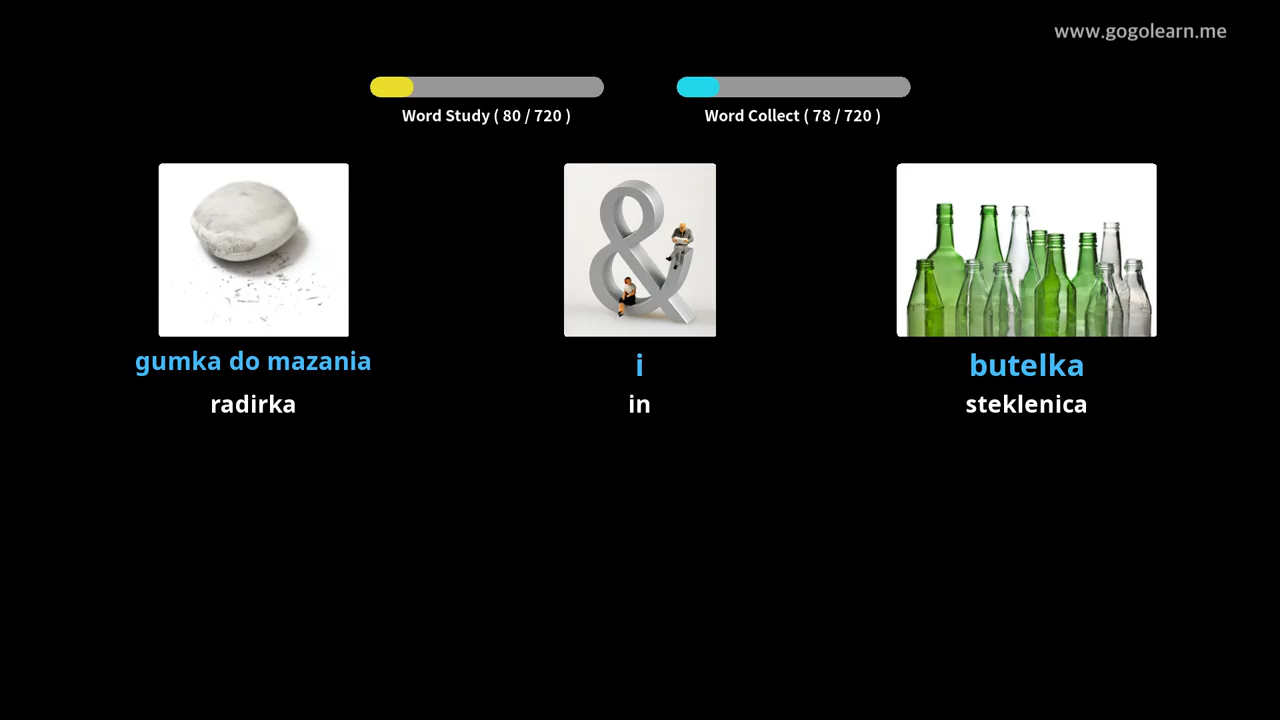 www.gogolearn.me
Word Study ( 80 / 720 )
Word Collect ( 78 / 720 )
gumka do mazania
i
butelka
radirka
in
steklenica